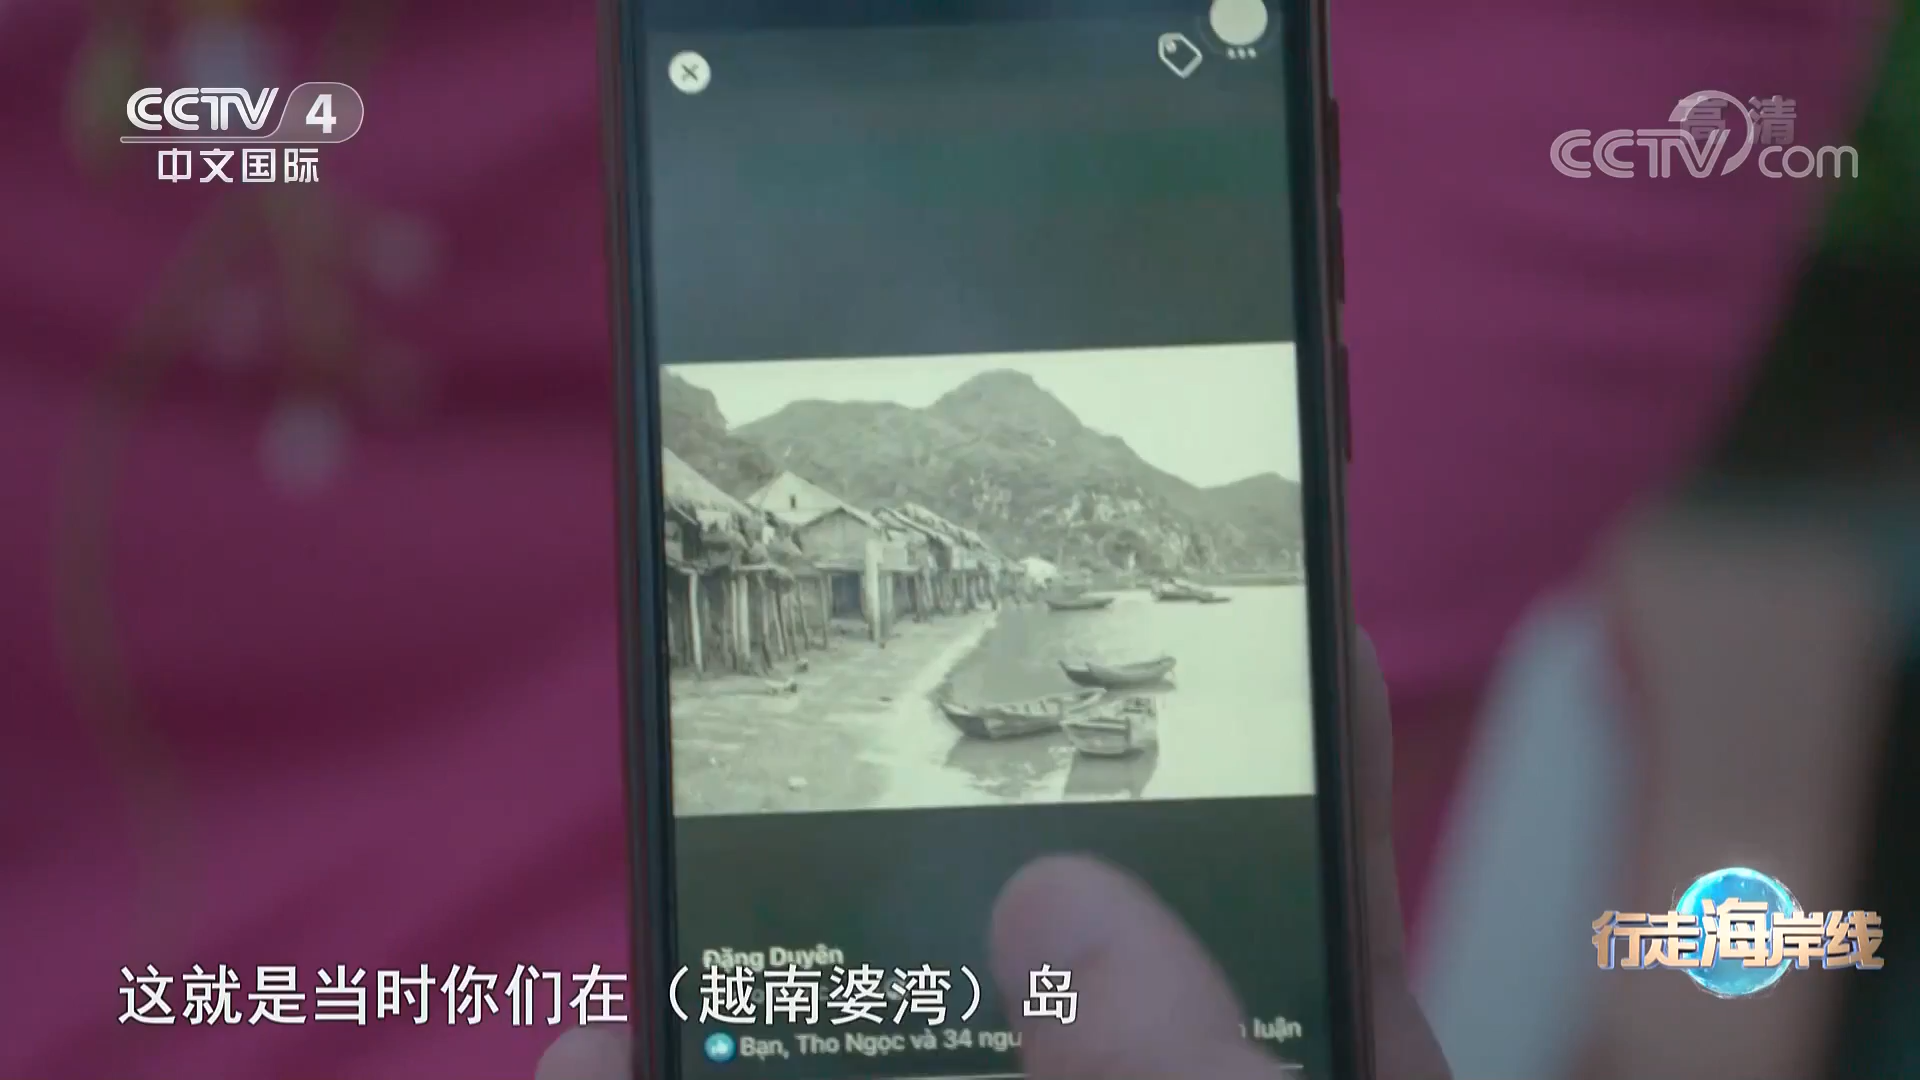 CCTV 4
中文国际
高清
CCTV.com
Đặng Duyên
这就是当时你们在（越南婆湾）岛
Bạn, Tho Ngọc và 34 ngư
luận
行走海岸线